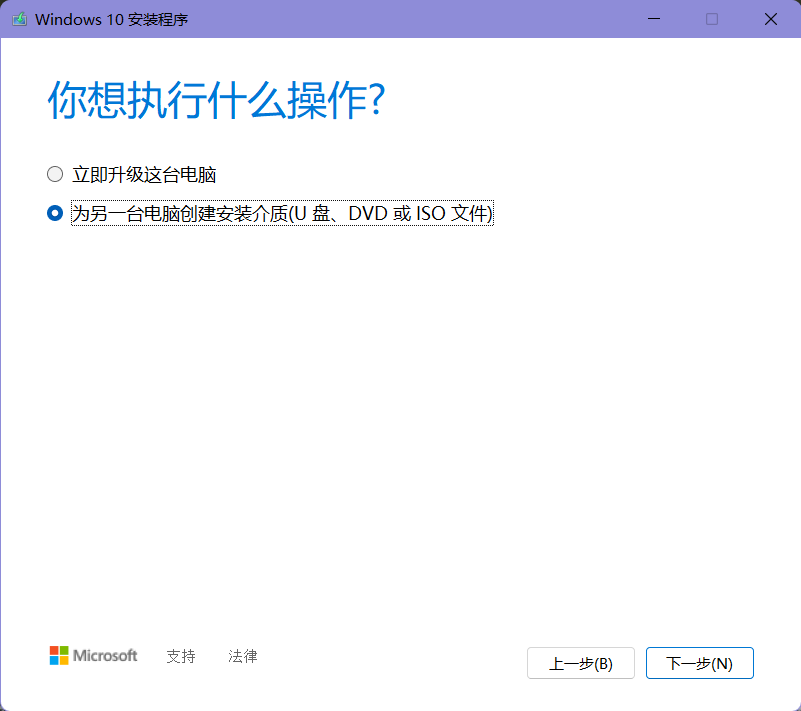 Windows 10 安装程序
你想执行什么操作?
立即升级这台电脑
为另一台电脑创建安装介质(U 盘、DVD 或 ISO 文件)
Microsoft 支持 法律 上一步(B) 下一步(N)